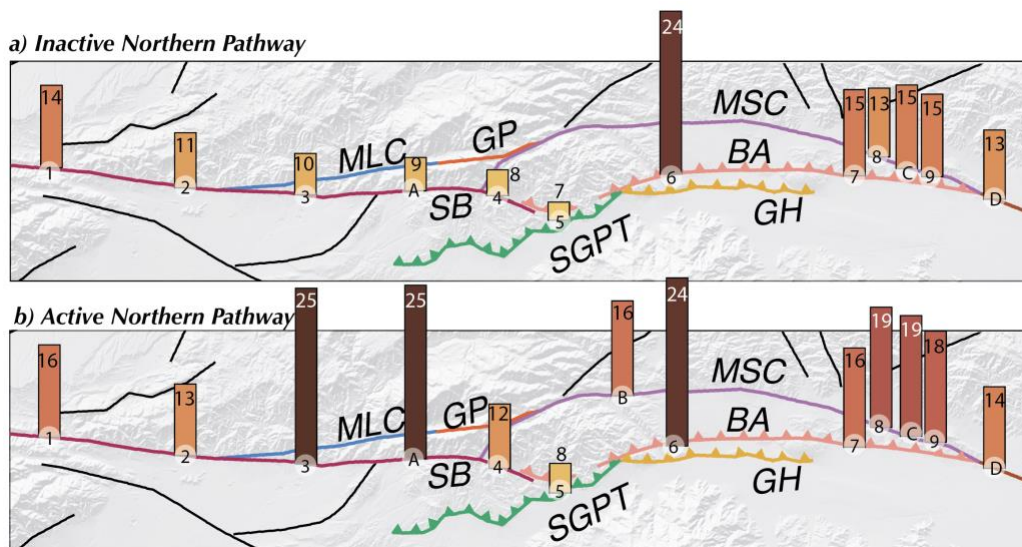 24
a) Inactive Northern Pathway
14
15
13
15
15
MSC
11
GP
13
10
MLC
9
BA
8
1
2
3
A
SB
4
7
5
6
GH
7
8
C
9
D
SGPT
b) Active Northern Pathway
25
25
16
24
19
19
18
16
16
13
MSC
14
MLC
GP
12
B
BA
1
2
3
A
SB
4
8
5
6
GH
7
8
C
9
D
SGPT